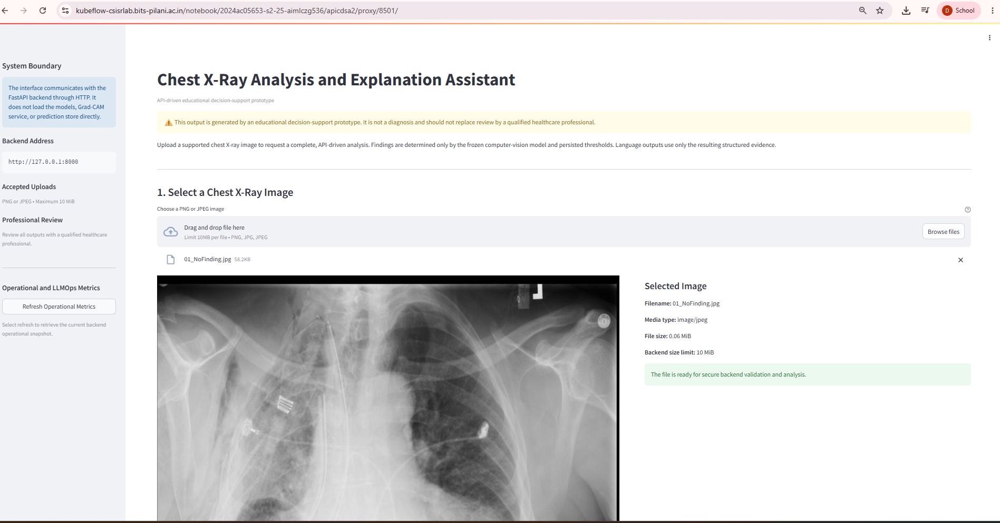 kubeflow-csisrlab.bits-pilani.ac.in/notebook/2024ac05653-s2-25-aimlczg536/apicdsa2/proxy/8501/
D School
System Boundary
The interface communicates with the
FastAPI backend through HTTP. It
does not load the models, Grad-CAM
service, or prediction store directly.
Backend Address
http://127.0.0.1:8000
Accepted Uploads
PNG or JPEG • Maximum 10 MiB
Professional Review
Review all outputs with a qualified healthcare
professional.
Operational and LLMOps Metrics
Refresh Operational Metrics
Select refresh to retrieve the current backend
operational snapshot.
Chest X-Ray Analysis and Explanation Assistant
API-driven educational decision-support prototype
This output is generated by an educational decision-support prototype. It is not a diagnosis and should not replace review by a qualified healthcare professional.
Upload a supported chest X-ray image to request a complete, API-driven analysis. Findings are determined only by the frozen computer-vision model and persisted thresholds. Language outputs use only the resulting structured evidence.
1. Select a Chest X-Ray Image
Choose a PNG or JPEG image
Drag and drop file here
Limit 10MB per file • PNG, JPG, JPEG
Browse files
01_NoFinding.jpg 58.2KB
L
Selected Image
Filename: 01_NoFinding.jpg
Media type: image/jpeg
File size: 0.06 MiB
Backend size limit: 10 MiB
The file is ready for secure backend validation and analysis.